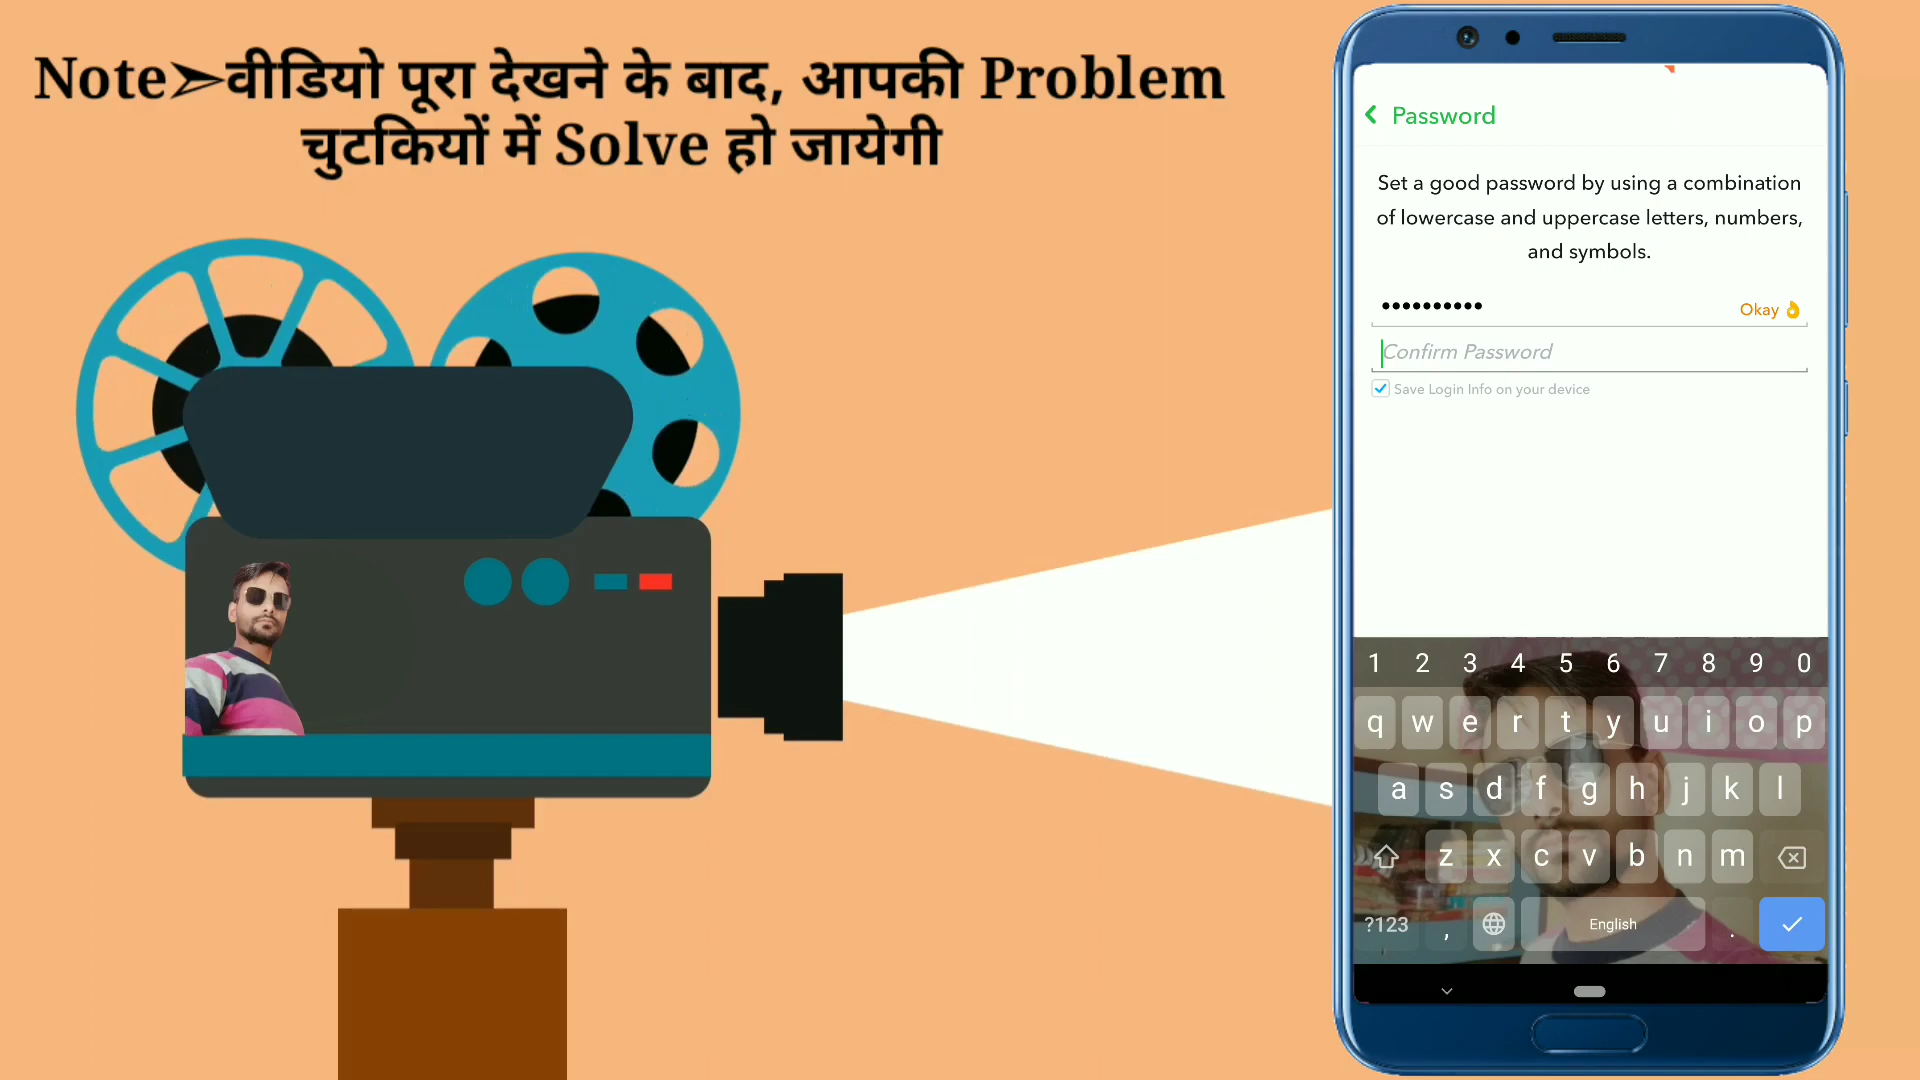 Note➢वीडियो पूरा देखने के बाद, आपकी Problem
चुटकियों में Solve हो जायेगी
Password
Set a good password by using a combination
of lowercase and uppercase letters, numbers,
and symbols.
•••••••••• Okay 👌
Confirm Password
Save Login Info on your device
1 2 3 4 5 6 7 8 9 0
q w e r t y u i o p
a s d f g h j k l
z x c v b n m
?123 , English .